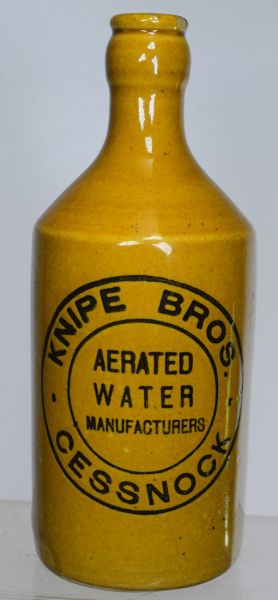 KNIPE BROS.
AERATED
WATER
MANUFACTURERS
CESSNOCK